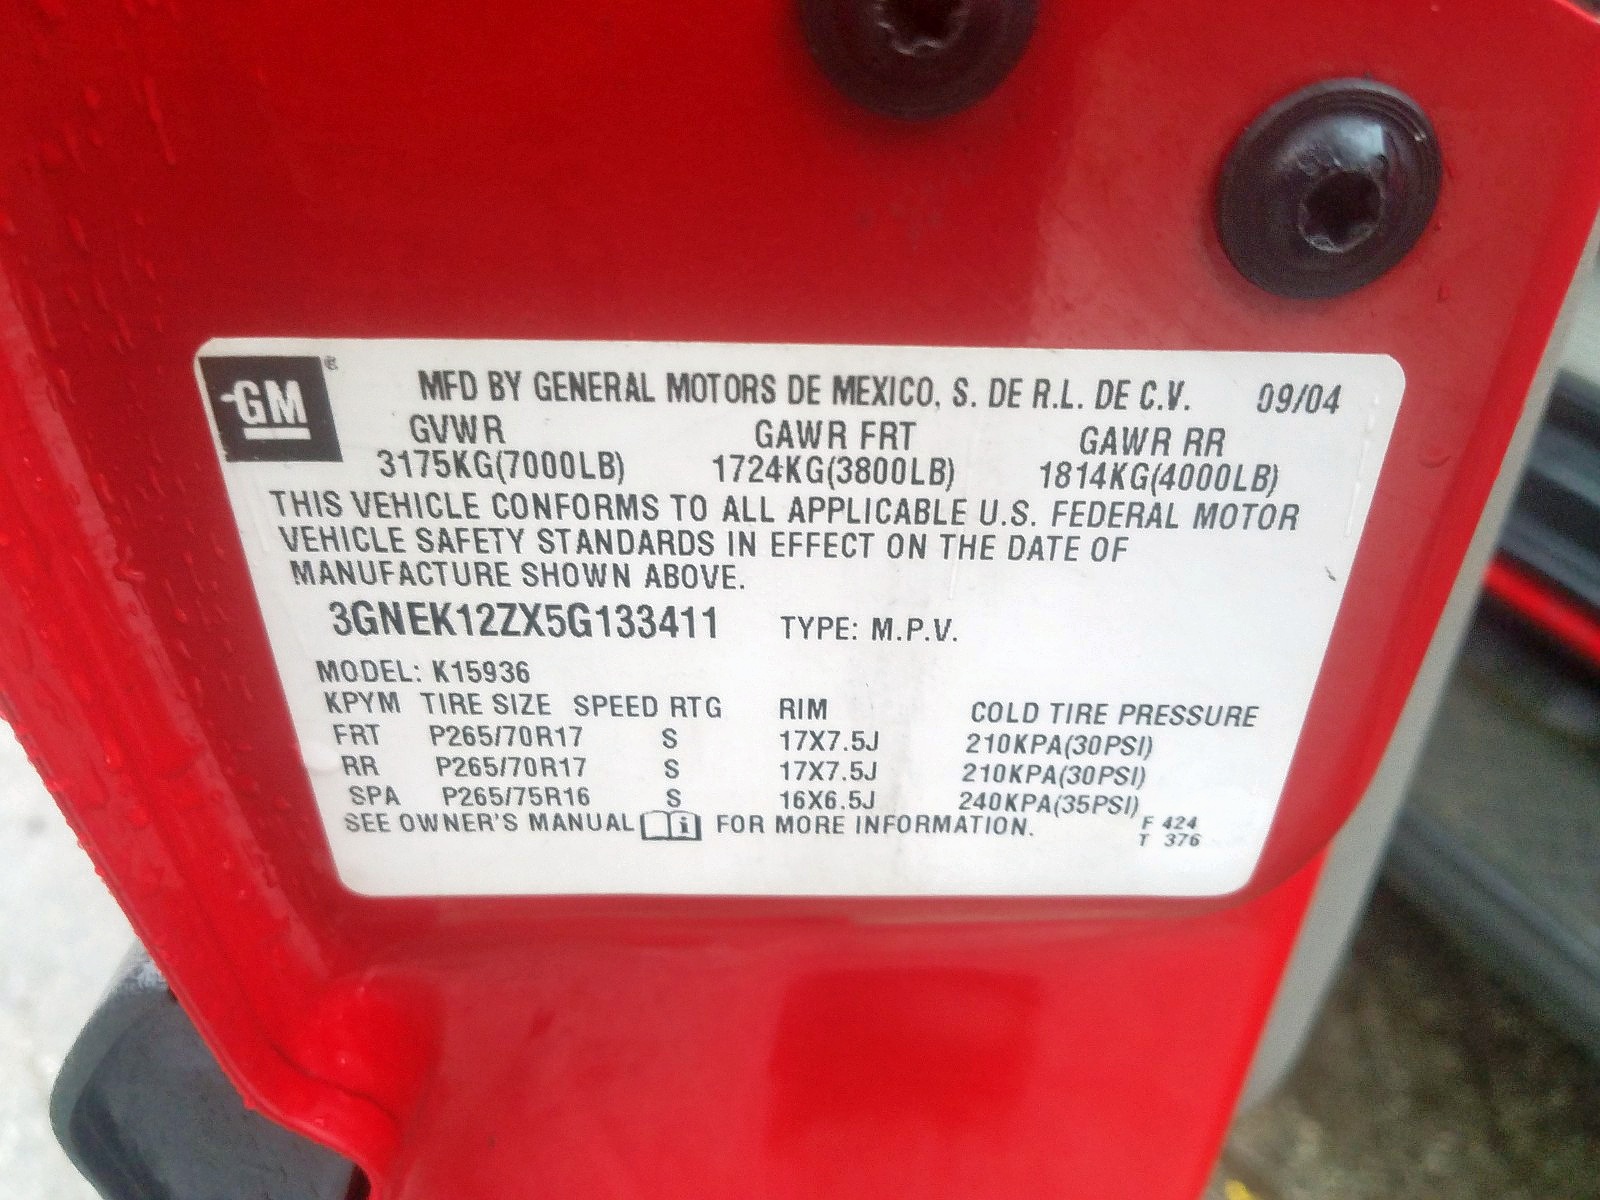 GM ®
MFD BY GENERAL MOTORS DE MEXICO, S. DE R.L. DE C.V. 09/04
GVWR GAWR FRT GAWR RR
3175KG(7000LB) 1724KG(3800LB) 1814KG(4000LB)
THIS VEHICLE CONFORMS TO ALL APPLICABLE U.S. FEDERAL MOTOR
VEHICLE SAFETY STANDARDS IN EFFECT ON THE DATE OF
MANUFACTURE SHOWN ABOVE.
3GNEK12ZX5G133411 TYPE: M.P.V.
MODEL: K15936
KPYM TIRE SIZE SPEED RTG RIM COLD TIRE PRESSURE
FRT P265/70R17 S 17X7.5J 210KPA(30PSI)
RR P265/70R17 S 17X7.5J 210KPA(30PSI)
SPA P265/75R16 S 16X6.5J 240KPA(35PSI)
SEE OWNER'S MANUAL i FOR MORE INFORMATION.
F 424
T 376